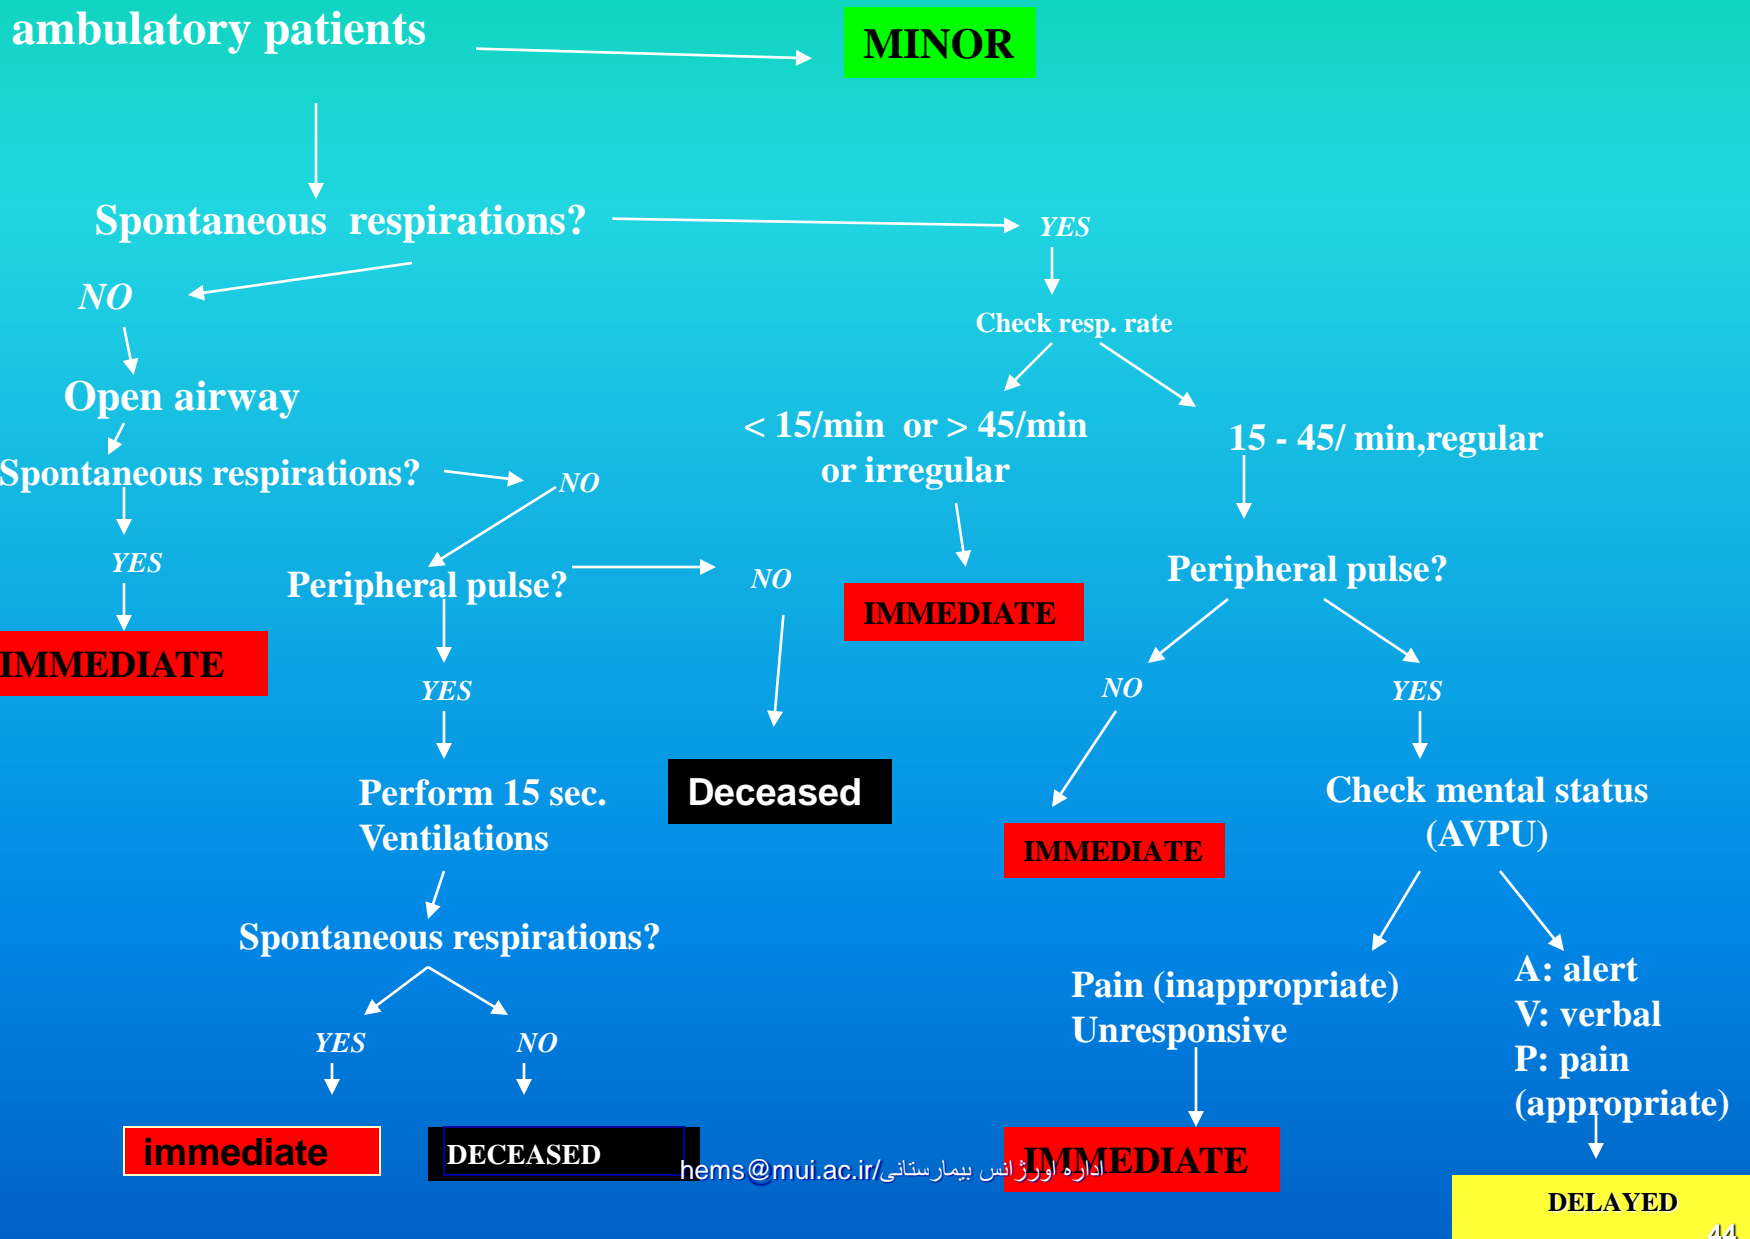 ambulatory patients
MINOR
Spontaneous respirations?
YES
NO
Check resp. rate
Open airway
< 15/min or > 45/min
or irregular
15 - 45/ min,regular
Spontaneous respirations?
NO
YES
Peripheral pulse?
NO
IMMEDIATE
Peripheral pulse?
IMMEDIATE
YES
NO
YES
Perform 15 sec.
Ventilations
Deceased
IMMEDIATE
Check mental status
(AVPU)
Spontaneous respirations?
Pain (inappropriate)
Unresponsive
A: alert
V: verbal
P: pain
(appropriate)
YES
NO
immediate
DECEASED
IMMEDIATE
hems@mui.ac.ir/اداره اورژانس بیمارستانی
DELAYED
44